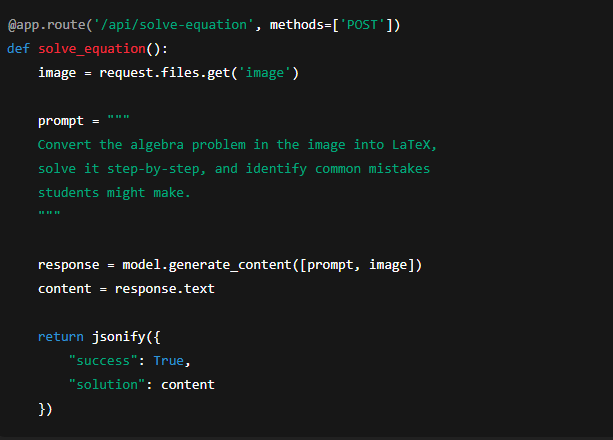 @app.route('/api/solve-equation', methods=['POST'])
def solve_equation():
    image = request.files.get('image')

    prompt = """
    Convert the algebra problem in the image into LaTeX,
    solve it step-by-step, and identify common mistakes
    students might make.
    """

    response = model.generate_content([prompt, image])
    content = response.text

    return jsonify({
        "success": True,
        "solution": content
    })